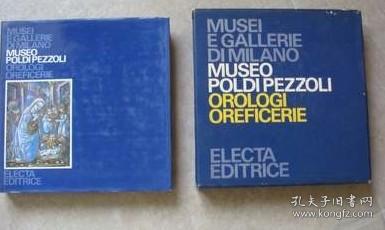 MUSEI
E GALLERIE
DI MILANO
MUSEO
POLDI PEZZOLI
OROLOGI
OREFICERIE
ELECTA
EDITRICE
MUSEI
E GALLERIE
DI MILANO
MUSEO
POLDI PEZZOLI
OROLOGI
OREFICERIE
ELECTA
EDITRICE
孔夫子旧书网